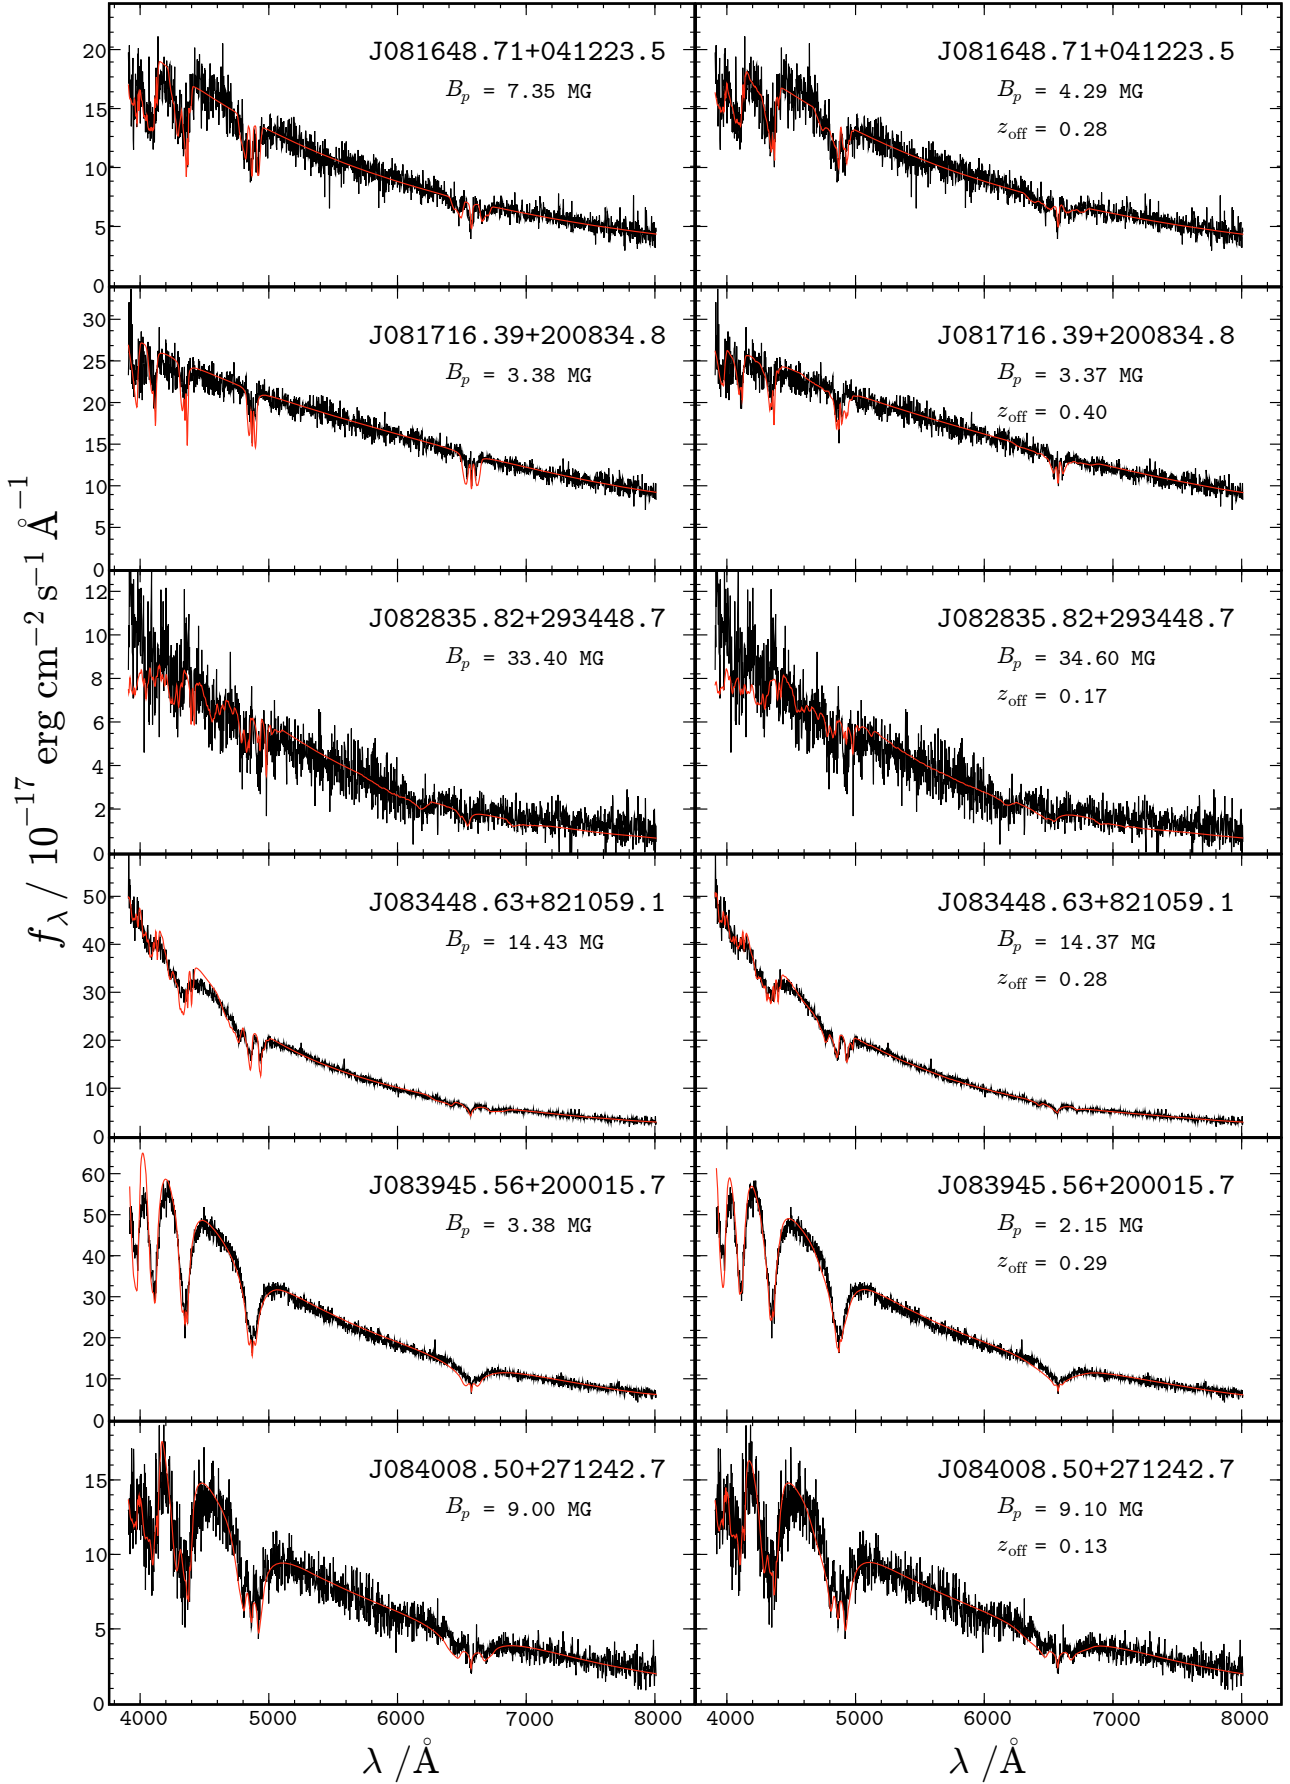 f_λ / 10⁻¹⁷ erg cm⁻² s⁻¹ Å⁻¹
J081648.71+041223.5
B_p = 7.35 MG
20
15
10
5
0
J081648.71+041223.5
B_p = 4.29 MG
z_off = 0.28
J081716.39+200834.8
B_p = 3.38 MG
30
25
20
15
10
5
0
J081716.39+200834.8
B_p = 3.37 MG
z_off = 0.40
J082835.82+293448.7
B_p = 33.40 MG
12
10
8
6
4
2
0
J082835.82+293448.7
B_p = 34.60 MG
z_off = 0.17
J083448.63+821059.1
B_p = 14.43 MG
50
40
30
20
10
0
J083448.63+821059.1
B_p = 14.37 MG
z_off = 0.28
J083945.56+200015.7
B_p = 3.38 MG
60
50
40
30
20
10
0
J083945.56+200015.7
B_p = 2.15 MG
z_off = 0.29
J084008.50+271242.7
B_p = 9.00 MG
15
10
5
0
J084008.50+271242.7
B_p = 9.10 MG
z_off = 0.13
4000 5000 6000 7000 8000
4000 5000 6000 7000 8000
λ /Å
λ /Å